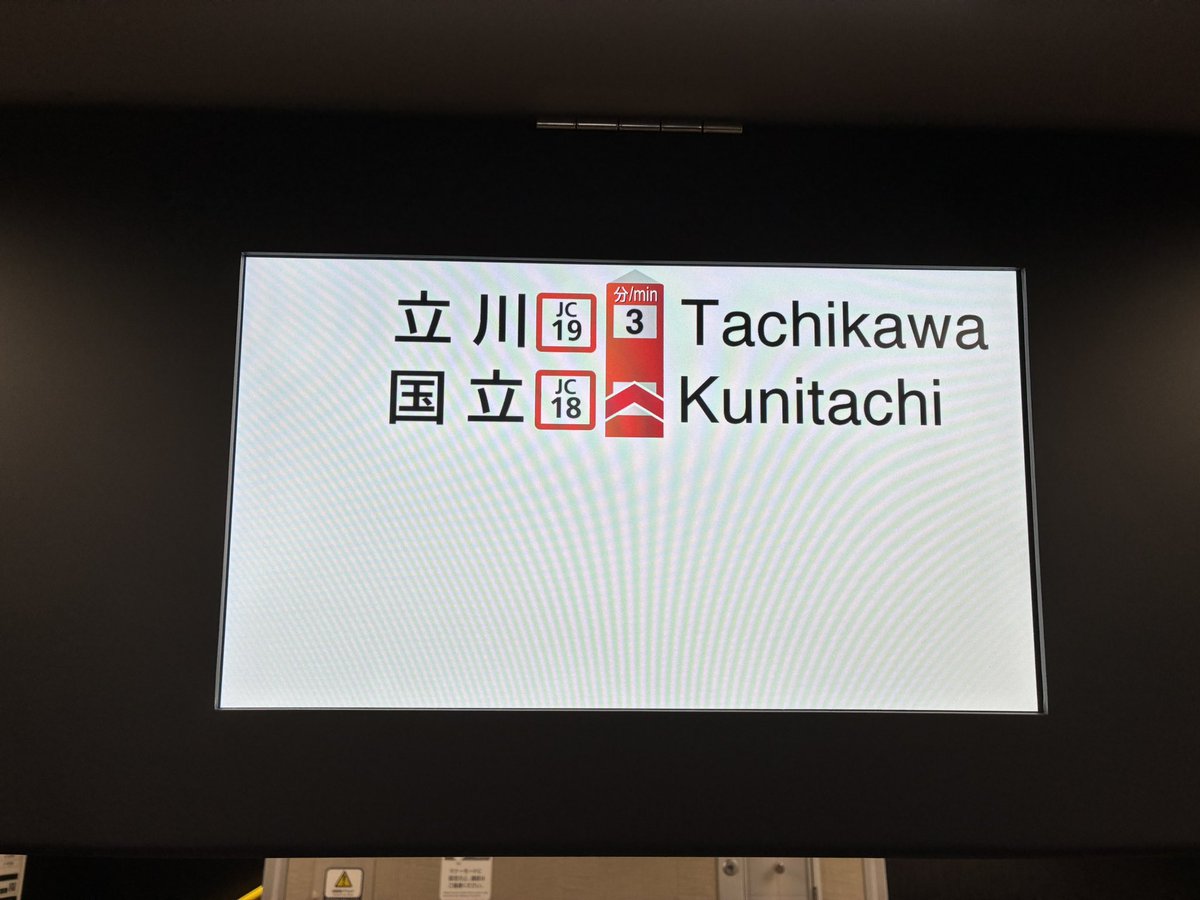 分/min
立川 JC 19 3 Tachikawa
国立 JC 18 Kunitachi